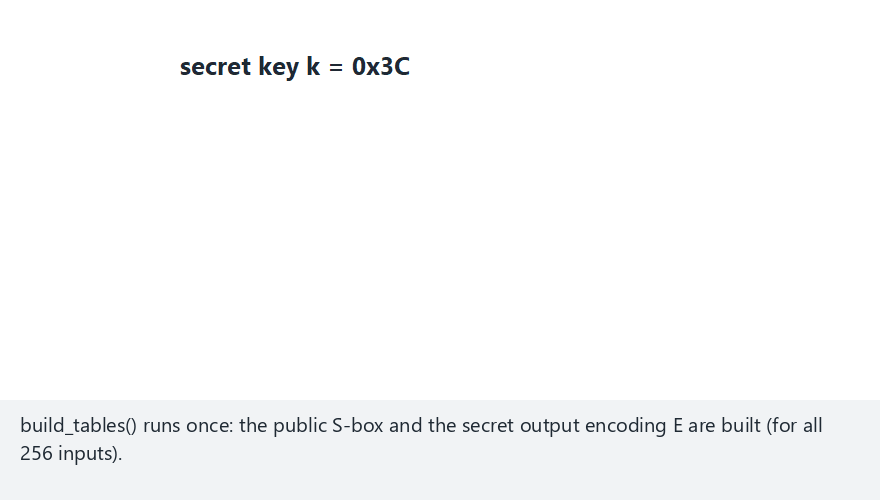 secret key k = 0x3C
build_tables() runs once: the public S-box and the secret output encoding E are built (for all
256 inputs).